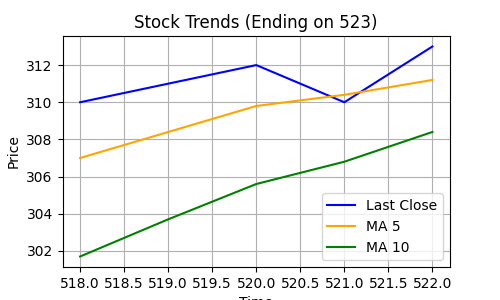 Stock Trends (Ending on 523)
Price
312
310
308
306
304
302
Last Close
MA 5
MA 10
518.0 518.5 519.0 519.5 520.0 520.5 521.0 521.5 522.0
Time